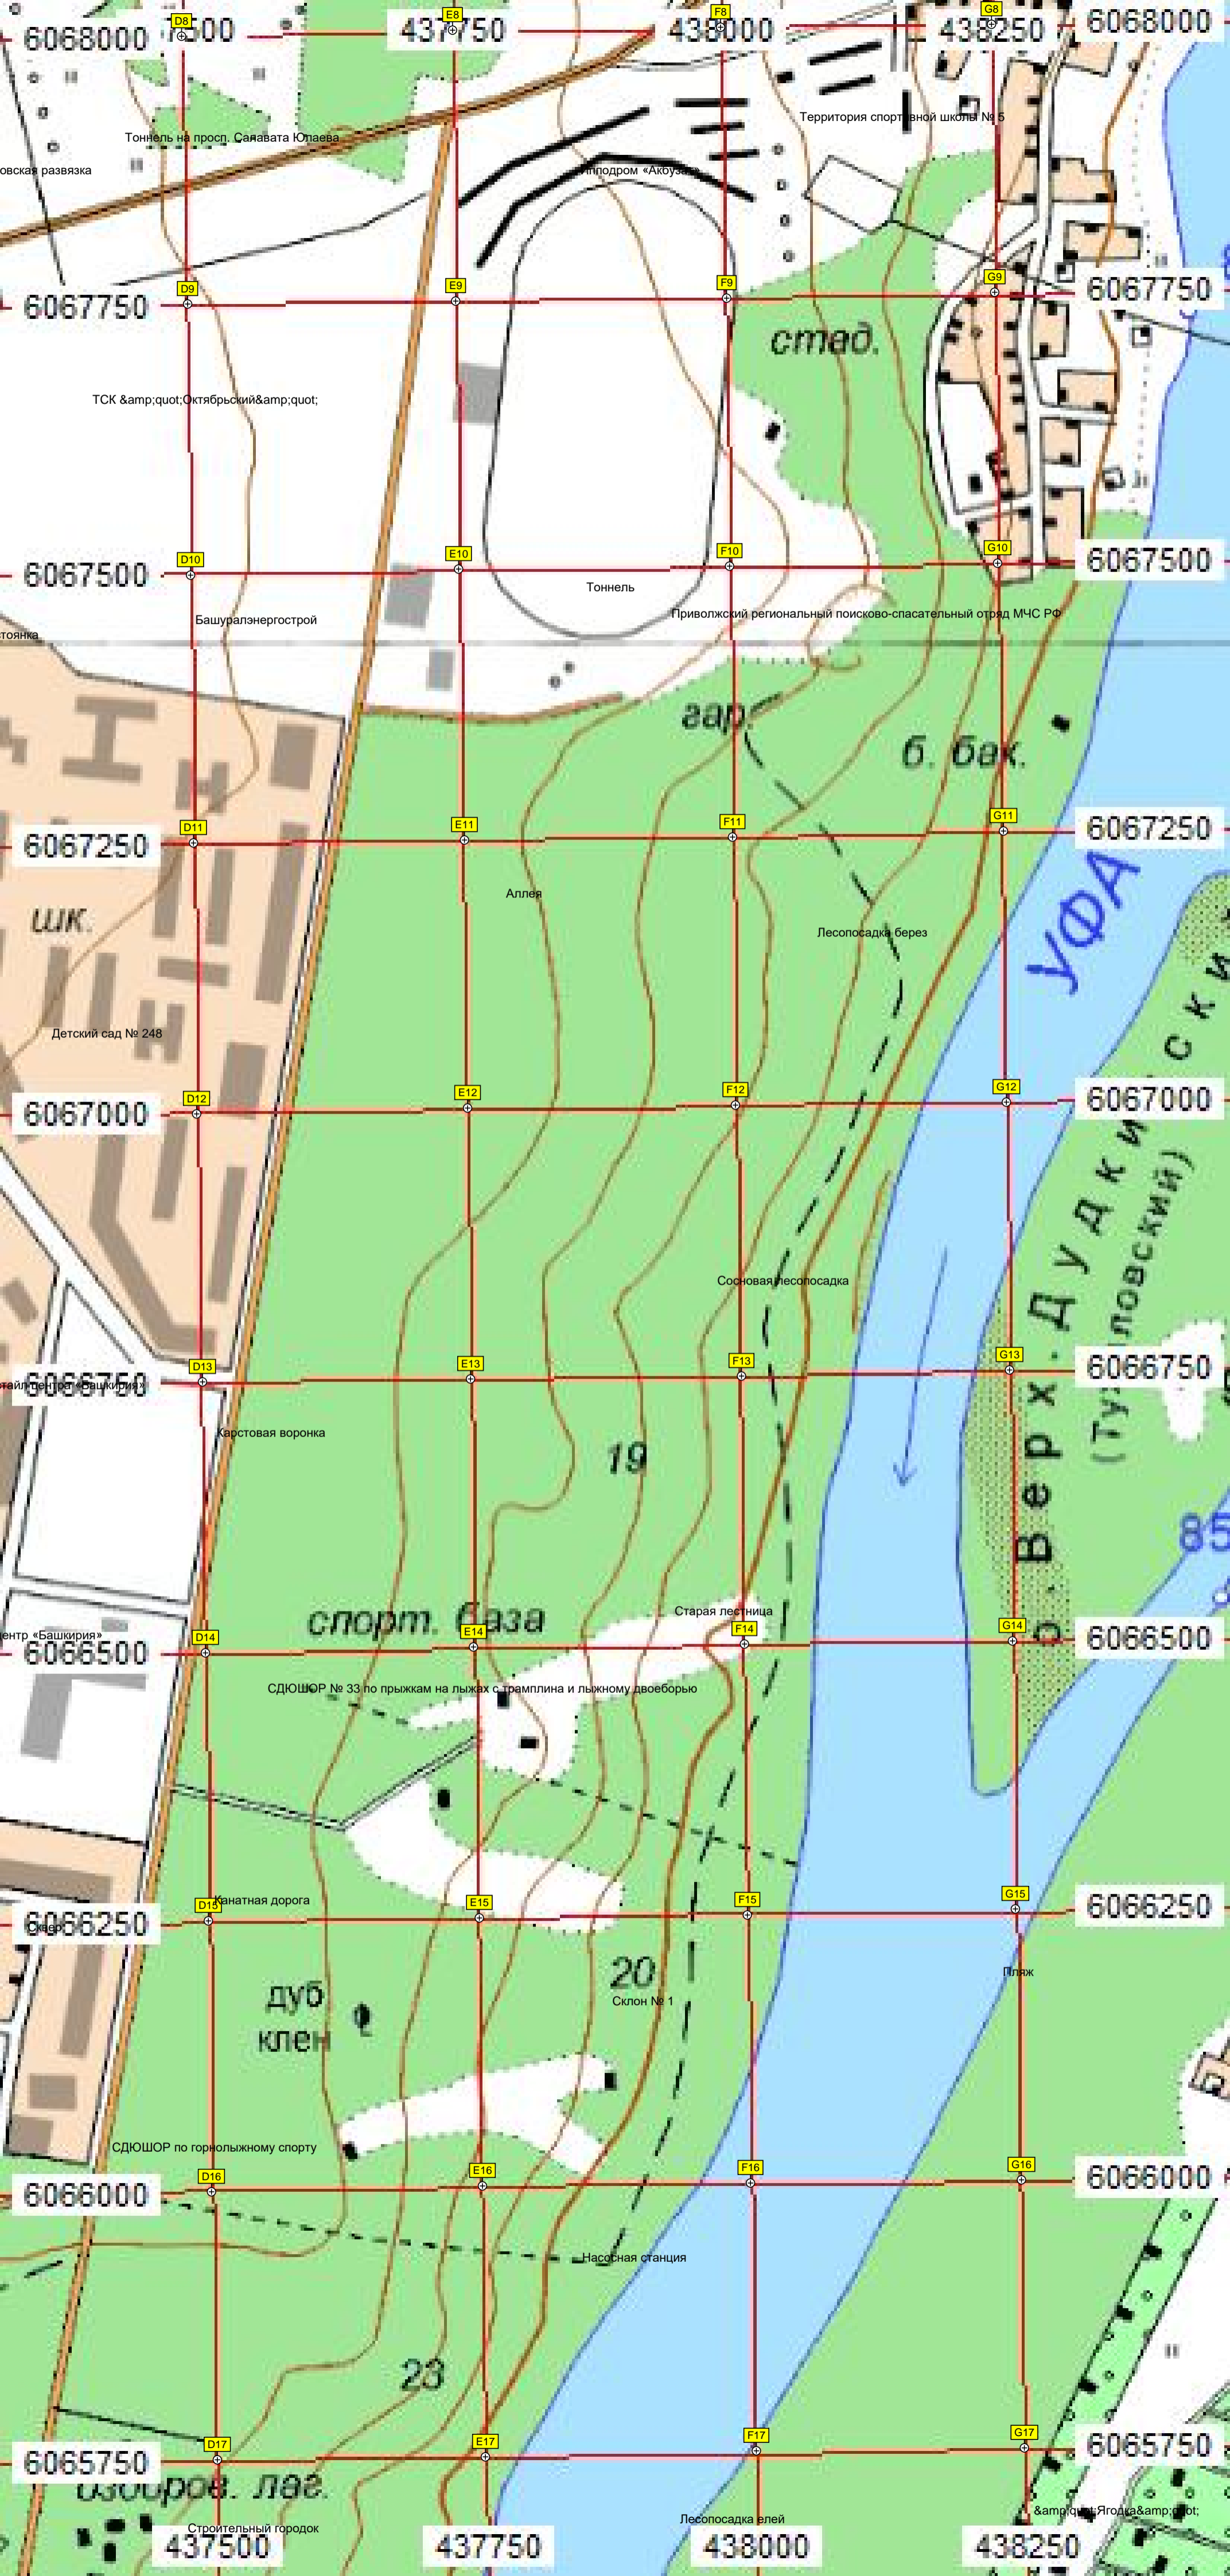 D8
E8
F8
G8
6068000
437750
438000
438250
6068000
Территория спортивной школы № 5
Тоннель на просп. Салавата Юлаева
овская развязка
Ипподром «Акбузат»
D9
E9
F9
G9
6067750
6067750
стад.
ТСК &amp;quot;Октябрьский&amp;quot;
D10
E10
F10
G10
6067500
6067500
Тоннель
Башуралэнергострой
Приволжский региональный поисково-спасательный отряд МЧС РФ
тоянка
гар.
б. бак.
D11
E11
F11
G11
6067250
6067250
Аллея
шк.
УФА
Лесопосадка берез
Детский сад № 248
D12
E12
F12
G12
6067000
6067000
Сосновая лесопосадка
о. Верх. Дудкински
D13
E13
F13
G13
6066750
6066750
Карстовая воронка
19
85
спорт. база
Старая лестница
D14
E14
F14
G14
ентр «Башкирия»
6066500
6066500
СДЮШОР № 33 по прыжкам на лыжах с трамплина и лыжному двоеборью
Канатная дорога
D15
E15
F15
G15
6066250
6066250
Сквер
20
Пляж
дуб
клен
Склон № 1
СДЮШОР по горнолыжному спорту
D16
E16
F16
G16
6066000
6066000
Насосная станция
23
D17
E17
F17
G17
6065750
6065750
оздоров. лаг.
&amp;quot;Ягодка&amp;quot;
Лесопосадка елей
Строительный городок
437500
437750
438000
438250